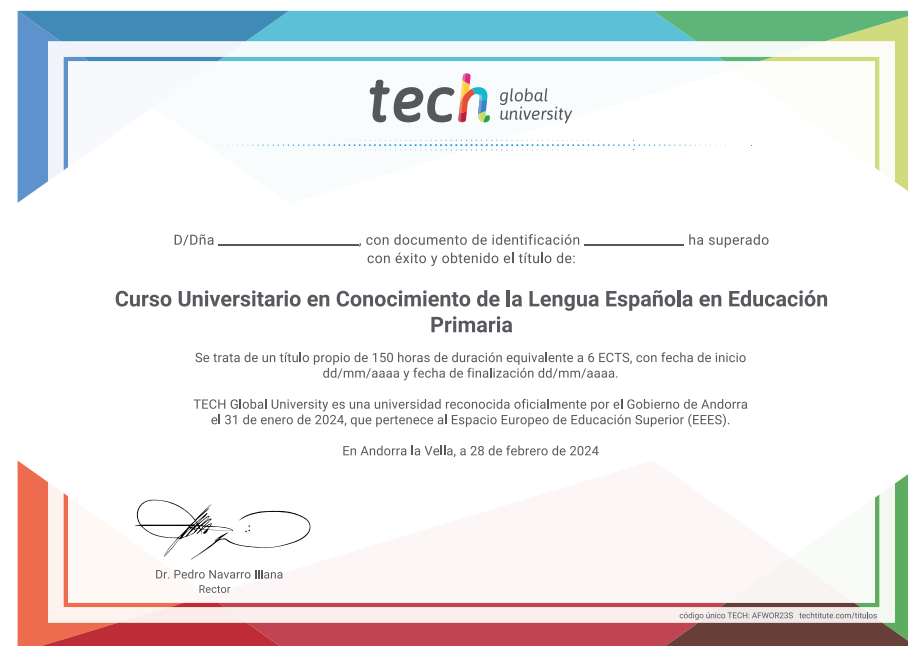 tech global
university
D/Dña ____________________, con documento de identificación ______________ ha superado
con éxito y obtenido el título de:
Curso Universitario en Conocimiento de la Lengua Española en Educación
Primaria
Se trata de un título propio de 150 horas de duración equivalente a 6 ECTS, con fecha de inicio
dd/mm/aaaa y fecha de finalización dd/mm/aaaa.
TECH Global University es una universidad reconocida oficialmente por el Gobierno de Andorra
el 31 de enero de 2024, que pertenece al Espacio Europeo de Educación Superior (EEES).
En Andorra la Vella, a 28 de febrero de 2024
Dr. Pedro Navarro Illana
Rector
código único TECH: AFWOR23S techtitute.com/titulos